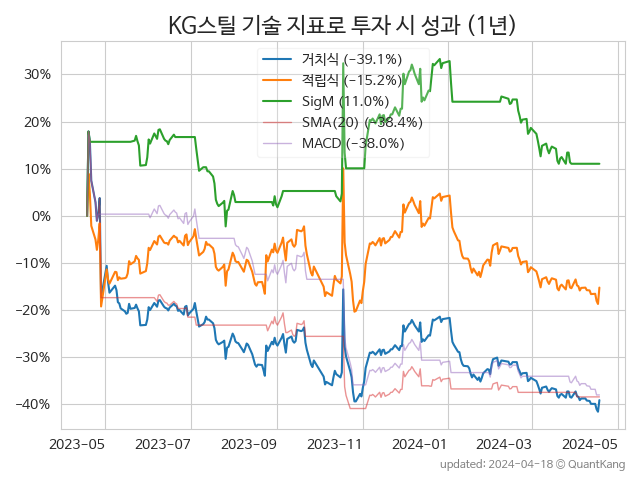 KG스틸 기술 지표로 투자 시 성과 (1년)
거치식 (−39.1%)
적립식 (−15.2%)
SigM (11.0%)
SMA(20) (−38.4%)
MACD (−38.0%)
30%
20%
10%
0%
−10%
−20%
−30%
−40%
2023-05
2023-07
2023-09
2023-11
2024-01
2024-03
2024-05
updated: 2024-04-18 © QuantKang